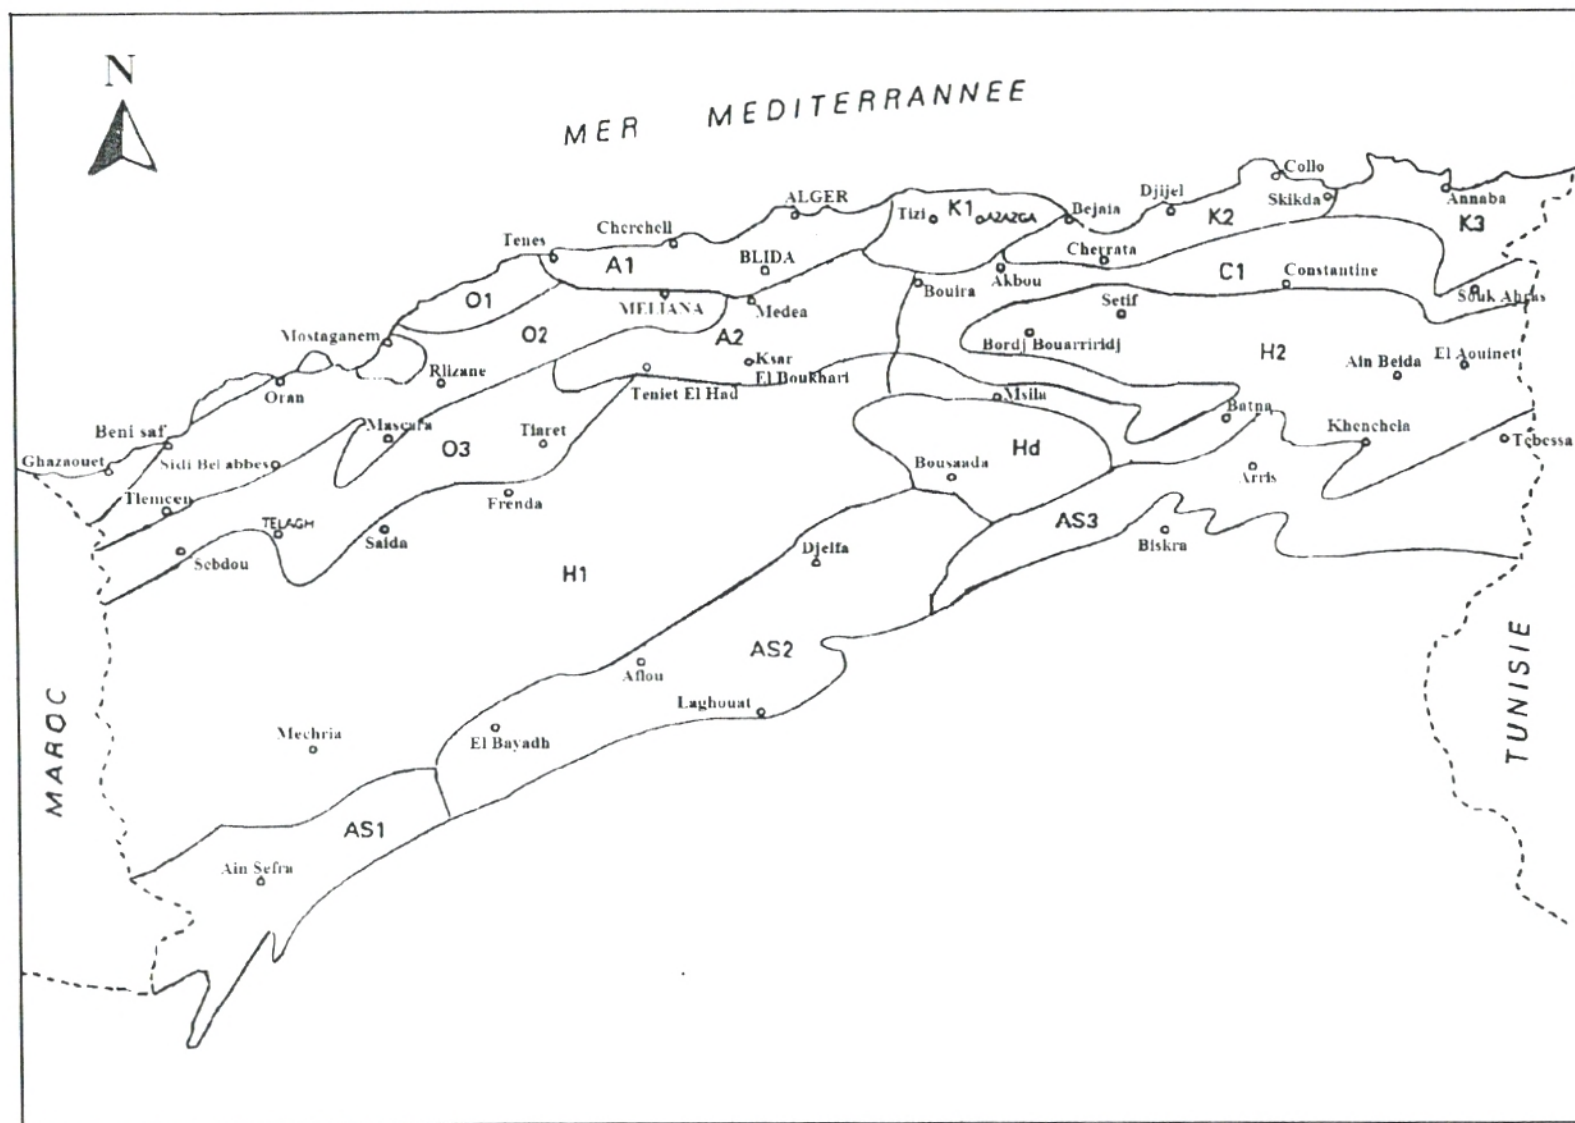 N
MER MEDITERRANNEE
Collo
Djijel
ALGER
Skikda
Annaba
Tizi
K1
AZAZGA
Bejaia
K2
K3
Cherchell
Tenes
A1
BLIDA
Cherrata
C1
Constantine
Akbou
Bouira
Souk Ahras
O1
MELIANA
Medea
Setif
Mostaganem
O2
A2
Bordj Bouarriridj
H2
El Aouinet
Ain Beida
Ksar
El Boukhari
Rlizane
Teniet El Had
Oran
Msila
Batna
Mascara
Tiaret
Khenchela
Tebessa
Beni saf
Ghazaouet
Sidi Bel abbes
O3
Hd
Bousaada
Arris
Tlemcen
Frenda
TELAGH
AS3
Saida
Biskra
Sebdou
Djelfa
H1
AS2
Aflou
MAROC
TUNISIE
Laghouat
El Bayadh
Mechria
AS1
Ain Sefra